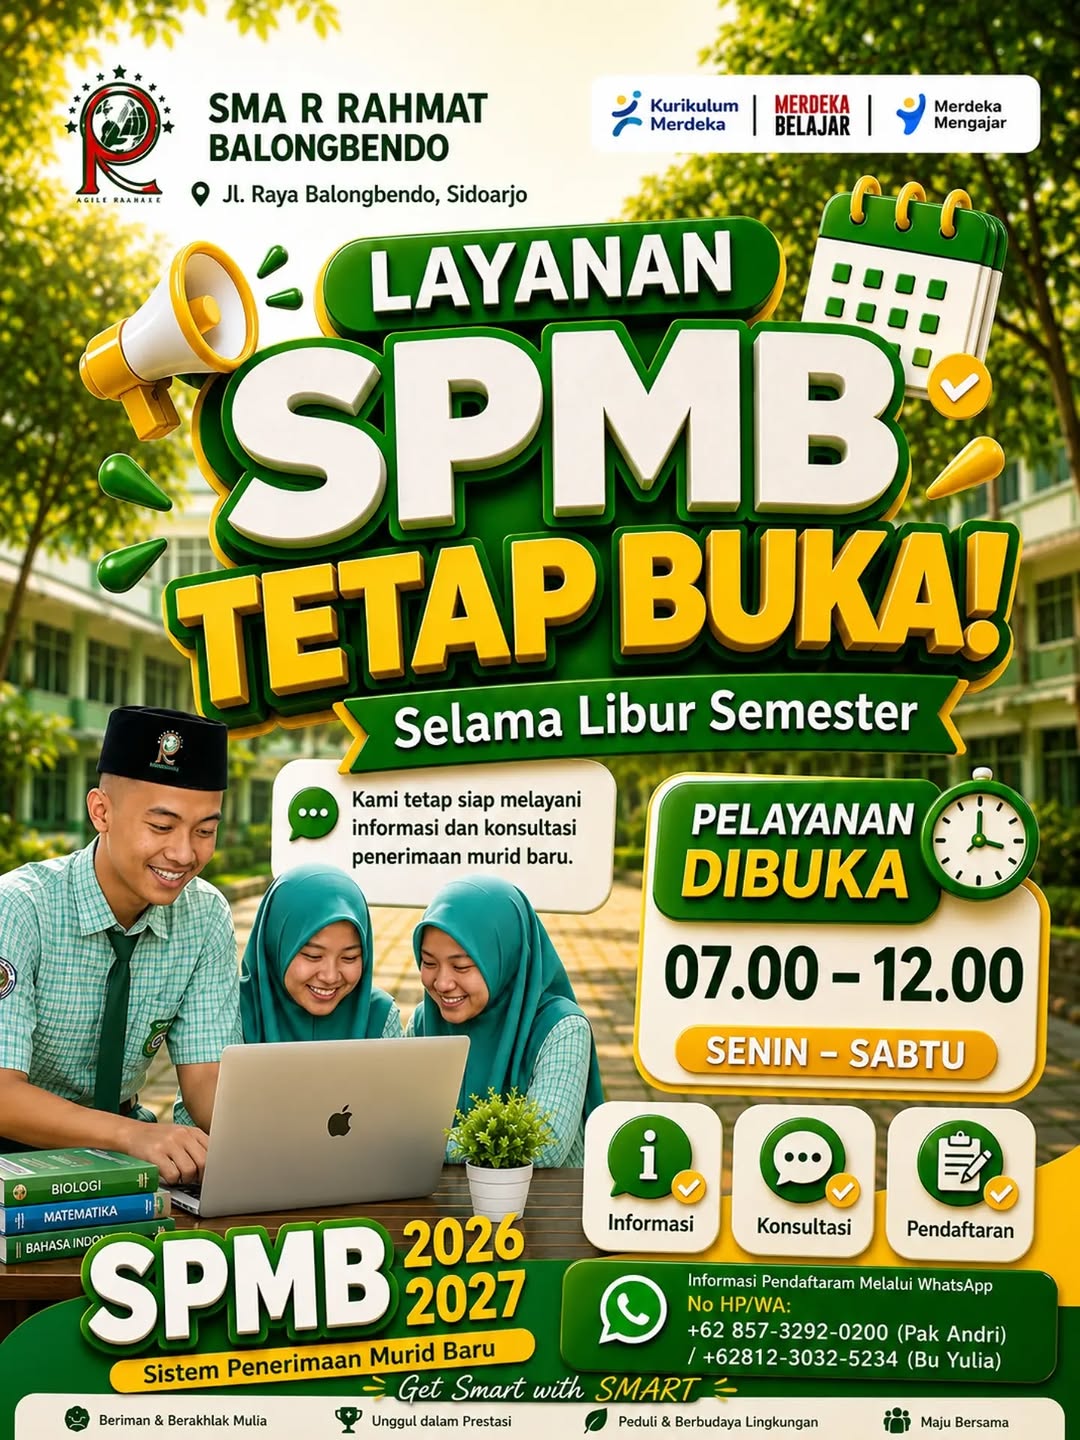 SMA R RAHMAT
BALONGBENDO
Jl. Raya Balongbendo, Sidoarjo
Kurikulum
Merdeka
MERDEKA
BELAJAR
Merdeka
Mengajar
LAYANAN
SPMB
TETAP BUKA!
Selama Libur Semester
Kami tetap siap melayani
informasi dan konsultasi
penerimaan murid baru.
PELAYANAN
DIBUKA
07.00 – 12.00
SENIN – SABTU
Informasi
Konsultasi
Pendaftaran
BIOLOGI
MATEMATIKA
BAHASA INDO
SPMB
2026
2027
Sistem Penerimaan Murid Baru
Informasi Pendaftaram Melalui WhatsApp
No HP/WA:
+62 857-3292-0200 (Pak Andri)
/ +62812-3032-5234 (Bu Yulia)
Get Smart with SMART
Beriman & Berakhlak Mulia
Unggul dalam Prestasi
Peduli & Berbudaya Lingkungan
Maju Bersama